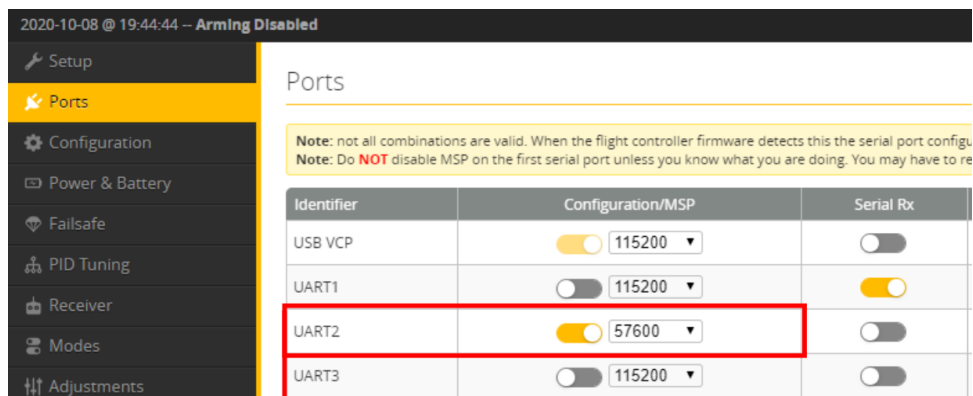 2020-10-08 @ 19:44:44 -- Arming Disabled
Setup
Ports
Configuration
Power & Battery
Failsafe
PID Tuning
Receiver
Modes
Adjustments
Ports
Note: not all combinations are valid. When the flight controller firmware detects this the serial port configu
Note: Do NOT disable MSP on the first serial port unless you know what you are doing. You may have to re
Identifier Configuration/MSP Serial Rx
USB VCP 115200
UART1 115200
UART2 57600
UART3 115200